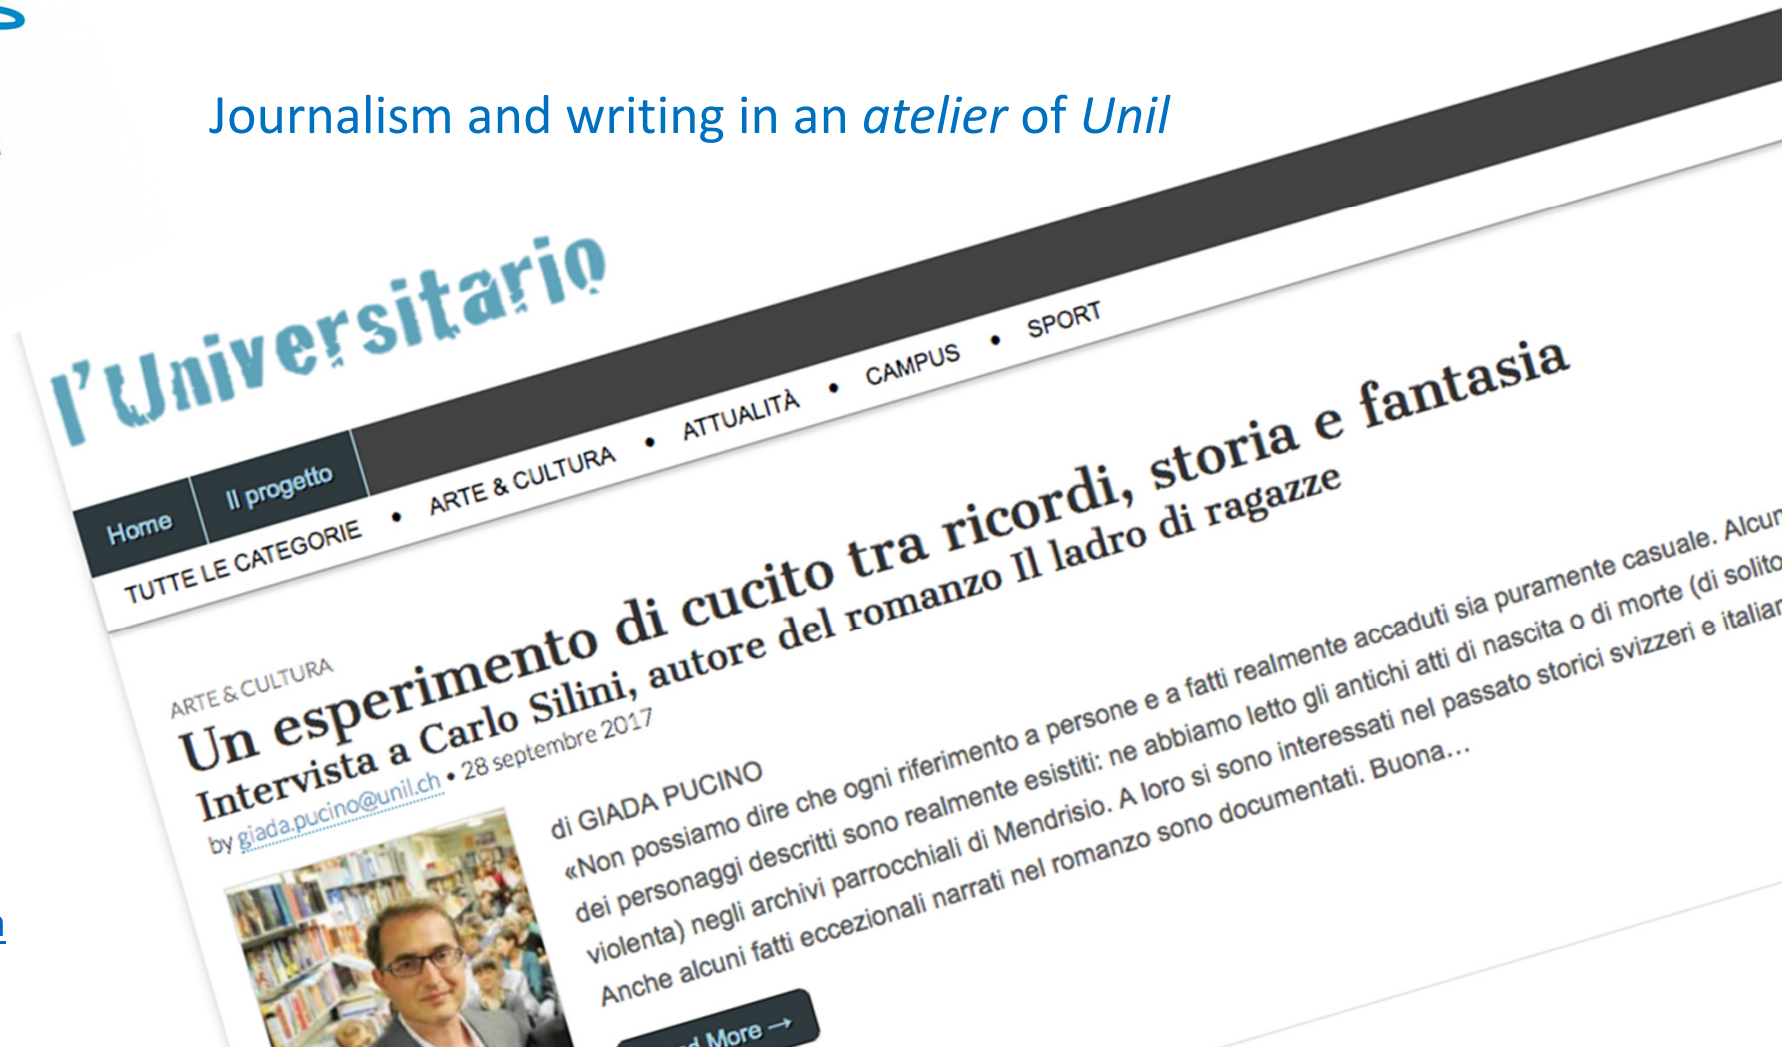 Journalism and writing in an atelier of Unil
l'Universitario
Home
Il progetto
TUTTE LE CATEGORIE • ARTE & CULTURA • ATTUALITÀ • CAMPUS • SPORT
ARTE & CULTURA
Un esperimento di cucito tra ricordi, storia e fantasia
Intervista a Carlo Silini, autore del romanzo Il ladro di ragazze
by giada.pucino@unil.ch • 28 septembre 2017
di GIADA PUCINO
«Non possiamo dire che ogni riferimento a persone e a fatti realmente accaduti sia puramente casuale.
dei personaggi descritti sono realmente esistiti: ne abbiamo letto gli antichi atti di nascita o di morte (di solito
violenta) negli archivi parrocchiali di Mendrisio. A loro si sono interessati nel passato storici svizzeri e
Anche alcuni fatti eccezionali narrati nel romanzo sono documentati. Buona…
More →